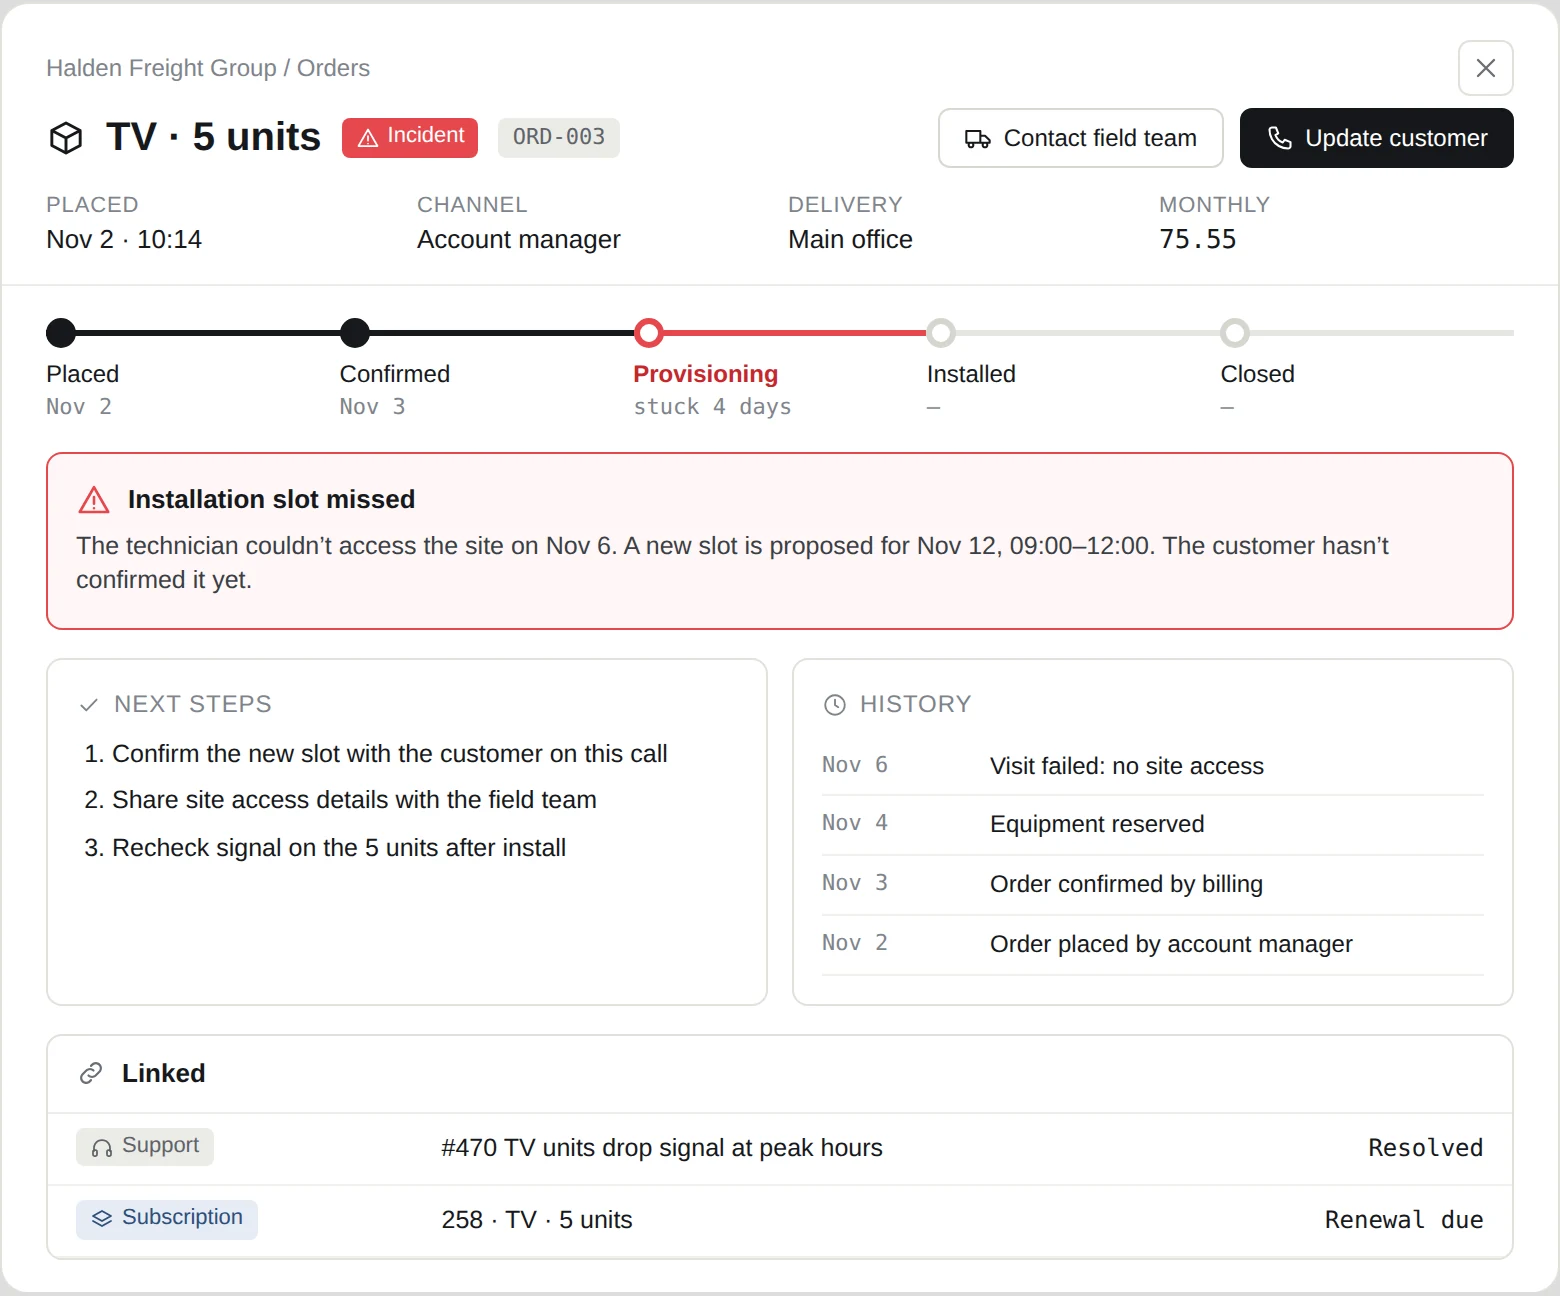 Halden Freight Group / Orders
TV · 5 units
Incident
ORD-003
Contact field team
Update customer
PLACED
Nov 2 · 10:14
CHANNEL
Account manager
DELIVERY
Main office
MONTHLY
75.55
Placed
Nov 2
Confirmed
Nov 3
Provisioning
stuck 4 days
Installed
–
Closed
–
Installation slot missed
The technician couldn’t access the site on Nov 6. A new slot is proposed for Nov 12, 09:00–12:00. The customer hasn’t
confirmed it yet.
NEXT STEPS
1. Confirm the new slot with the customer on this call
2. Share site access details with the field team
3. Recheck signal on the 5 units after install
HISTORY
Nov 6 Visit failed: no site access
Nov 4 Equipment reserved
Nov 3 Order confirmed by billing
Nov 2 Order placed by account manager
Linked
Support #470 TV units drop signal at peak hours Resolved
Subscription 258 · TV · 5 units Renewal due